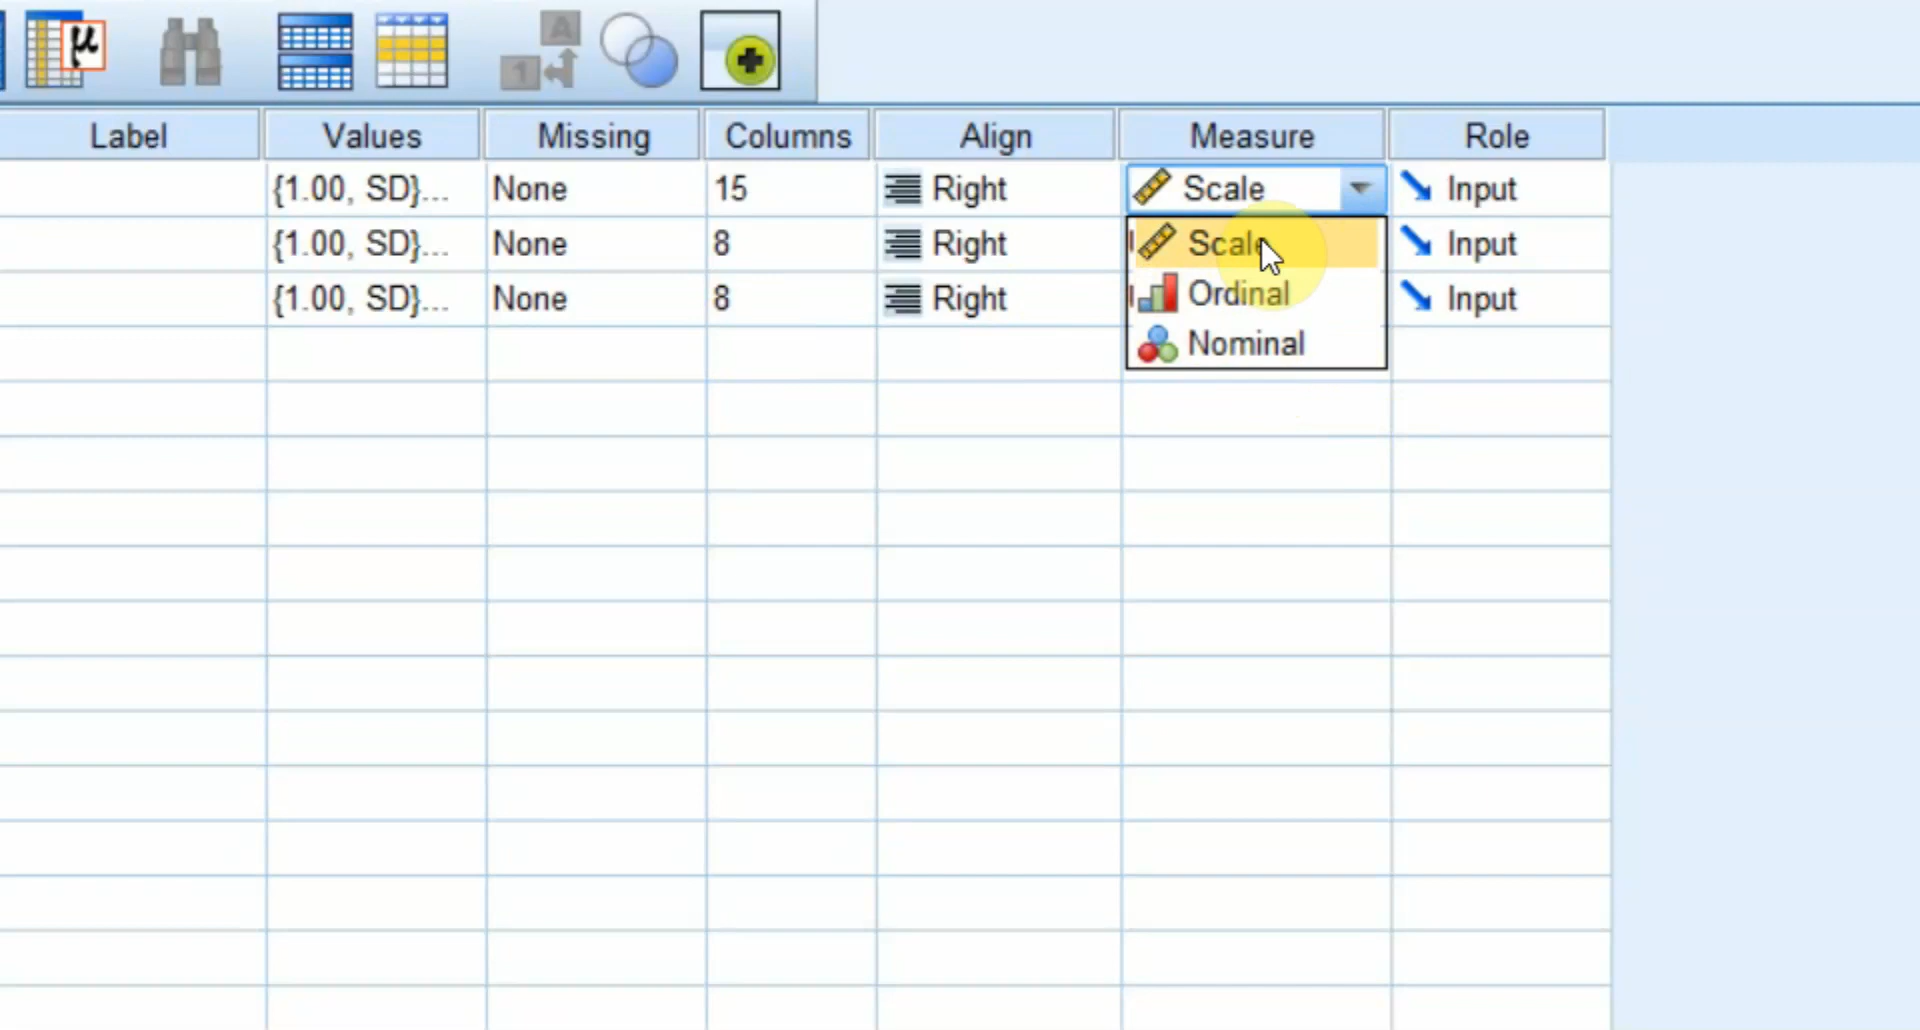 μ
A
1
Label Values Missing Columns Align Measure Role
{1.00, SD}... None 15 Right Scale Input
{1.00, SD}... None 8 Right Scale Input
{1.00, SD}... None 8 Right Ordinal Input
Nominal